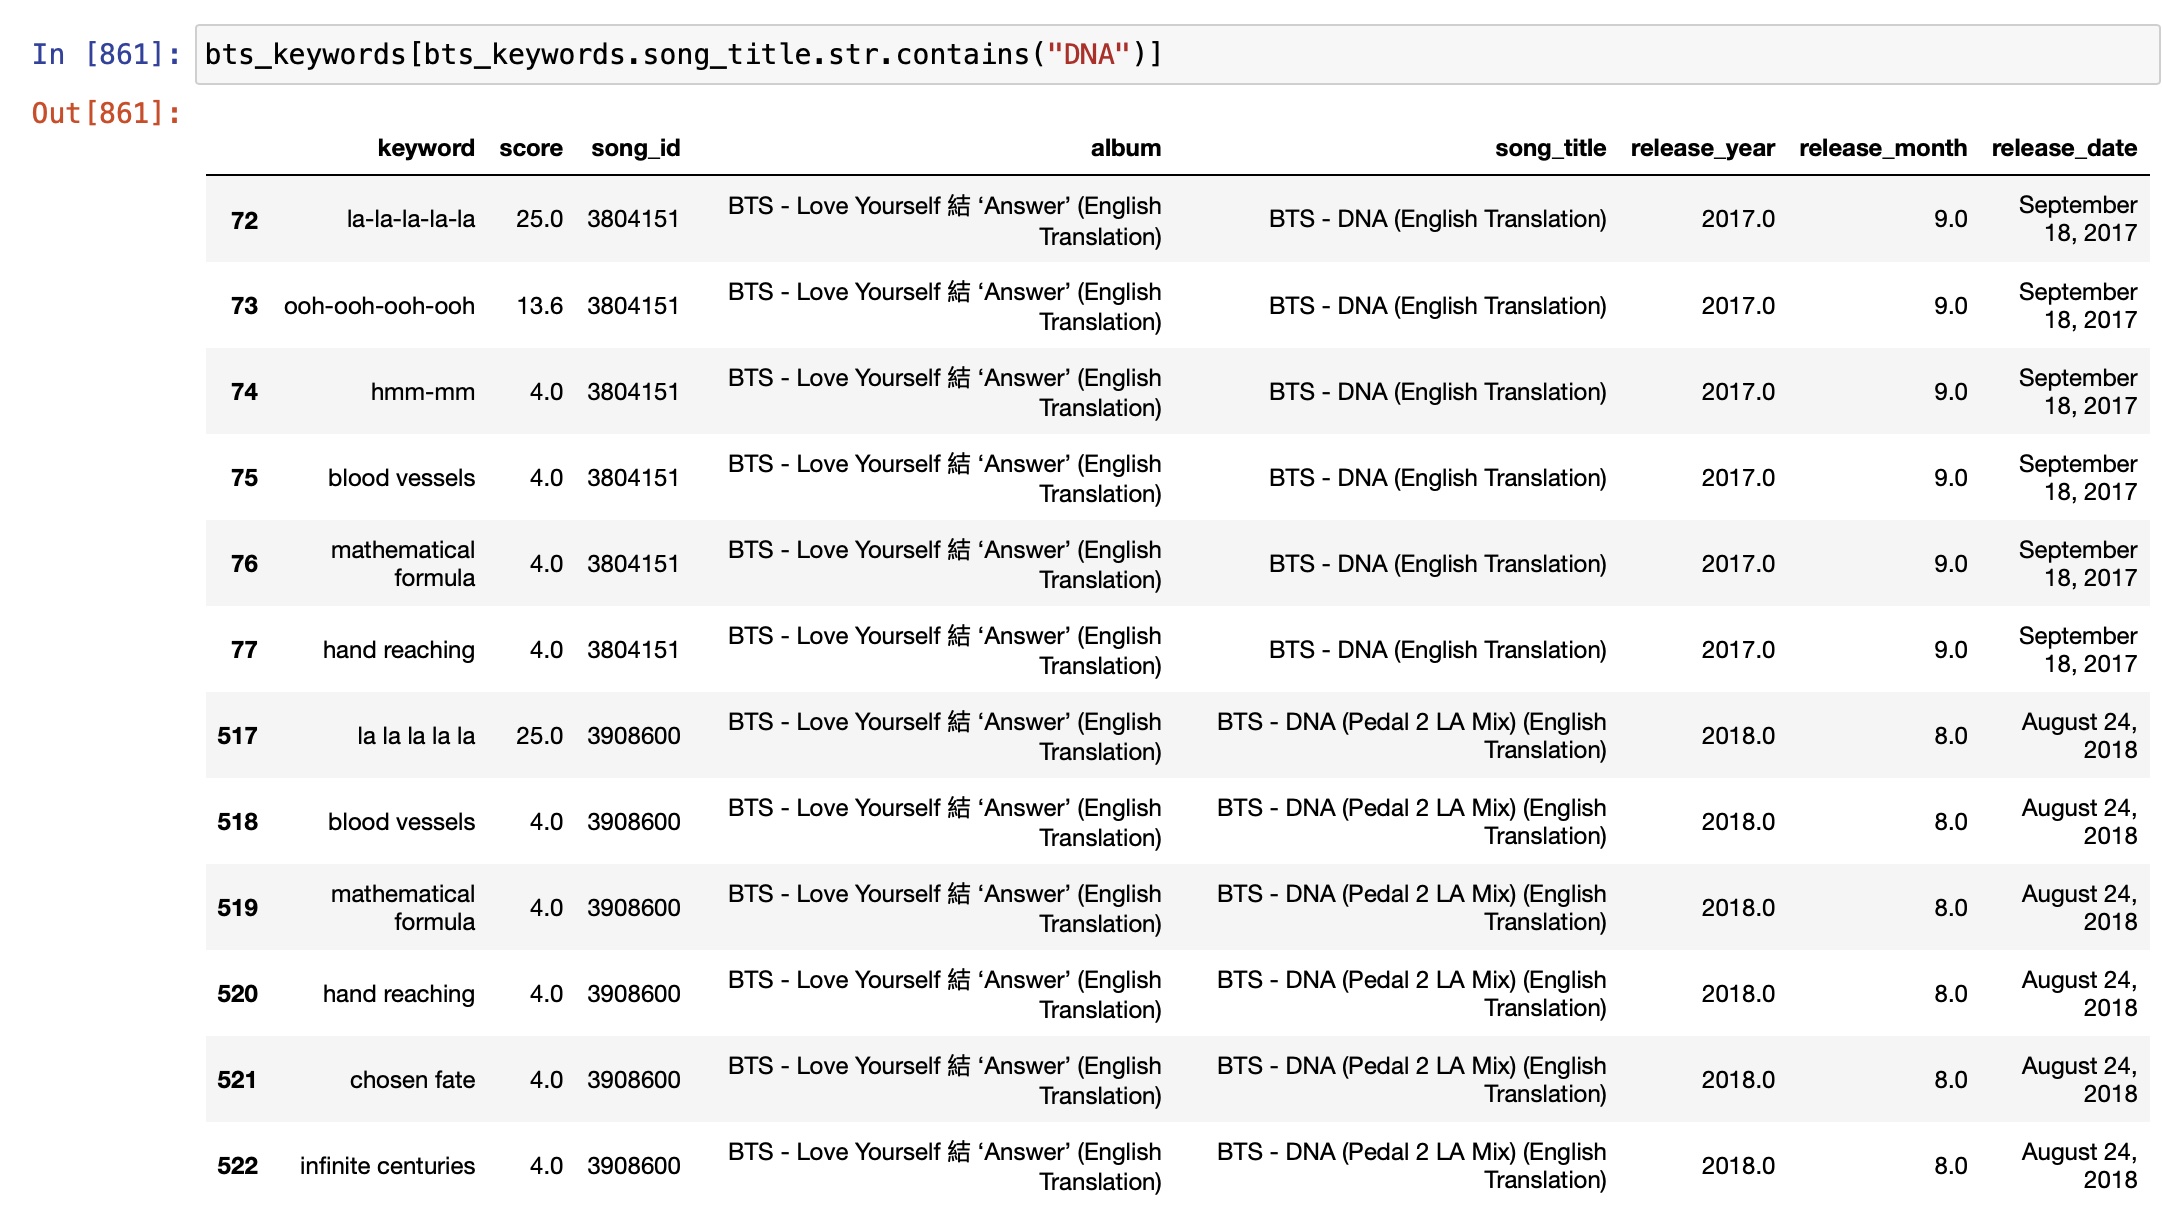 In [861]: bts_keywords[bts_keywords.song_title.str.contains("DNA")]
Out[861]:
keyword score song_id album song_title release_year release_month release_date
72 la-la-la-la-la 25.0 3804151 BTS - Love Yourself 結 ‘Answer’ (English Translation) BTS - DNA (English Translation) 2017.0 9.0 September 18, 2017
73 ooh-ooh-ooh-ooh 13.6 3804151 BTS - Love Yourself 結 ‘Answer’ (English Translation) BTS - DNA (English Translation) 2017.0 9.0 September 18, 2017
74 hmm-mm 4.0 3804151 BTS - Love Yourself 結 ‘Answer’ (English Translation) BTS - DNA (English Translation) 2017.0 9.0 September 18, 2017
75 blood vessels 4.0 3804151 BTS - Love Yourself 結 ‘Answer’ (English Translation) BTS - DNA (English Translation) 2017.0 9.0 September 18, 2017
76 mathematical formula 4.0 3804151 BTS - Love Yourself 結 ‘Answer’ (English Translation) BTS - DNA (English Translation) 2017.0 9.0 September 18, 2017
77 hand reaching 4.0 3804151 BTS - Love Yourself 結 ‘Answer’ (English Translation) BTS - DNA (English Translation) 2017.0 9.0 September 18, 2017
517 la la la la la 25.0 3908600 BTS - Love Yourself 結 ‘Answer’ (English Translation) BTS - DNA (Pedal 2 LA Mix) (English Translation) 2018.0 8.0 August 24, 2018
518 blood vessels 4.0 3908600 BTS - Love Yourself 結 ‘Answer’ (English Translation) BTS - DNA (Pedal 2 LA Mix) (English Translation) 2018.0 8.0 August 24, 2018
519 mathematical formula 4.0 3908600 BTS - Love Yourself 結 ‘Answer’ (English Translation) BTS - DNA (Pedal 2 LA Mix) (English Translation) 2018.0 8.0 August 24, 2018
520 hand reaching 4.0 3908600 BTS - Love Yourself 結 ‘Answer’ (English Translation) BTS - DNA (Pedal 2 LA Mix) (English Translation) 2018.0 8.0 August 24, 2018
521 chosen fate 4.0 3908600 BTS - Love Yourself 結 ‘Answer’ (English Translation) BTS - DNA (Pedal 2 LA Mix) (English Translation) 2018.0 8.0 August 24, 2018
522 infinite centuries 4.0 3908600 BTS - Love Yourself 結 ‘Answer’ (English Translation) BTS - DNA (Pedal 2 LA Mix) (English Translation) 2018.0 8.0 August 24, 2018